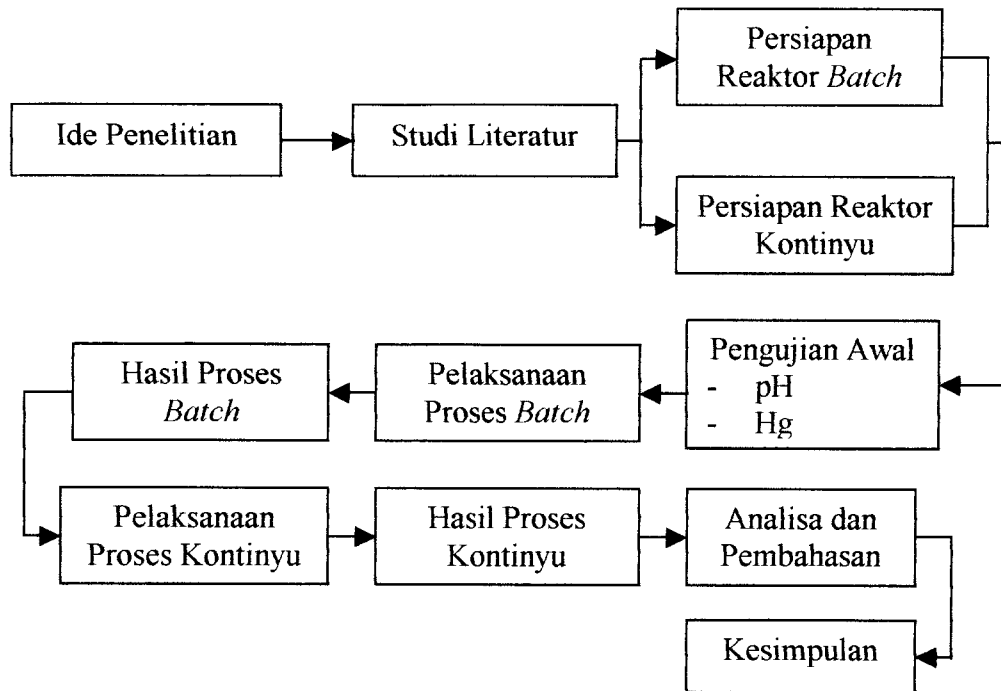 Ide Penelitian
Studi Literatur
Persiapan
Reaktor Batch
Persiapan Reaktor
Kontinyu
Pengujian Awal
- pH
- Hg
Pelaksanaan
Proses Batch
Hasil Proses
Batch
Pelaksanaan
Proses Kontinyu
Hasil Proses
Kontinyu
Analisa dan
Pembahasan
Kesimpulan